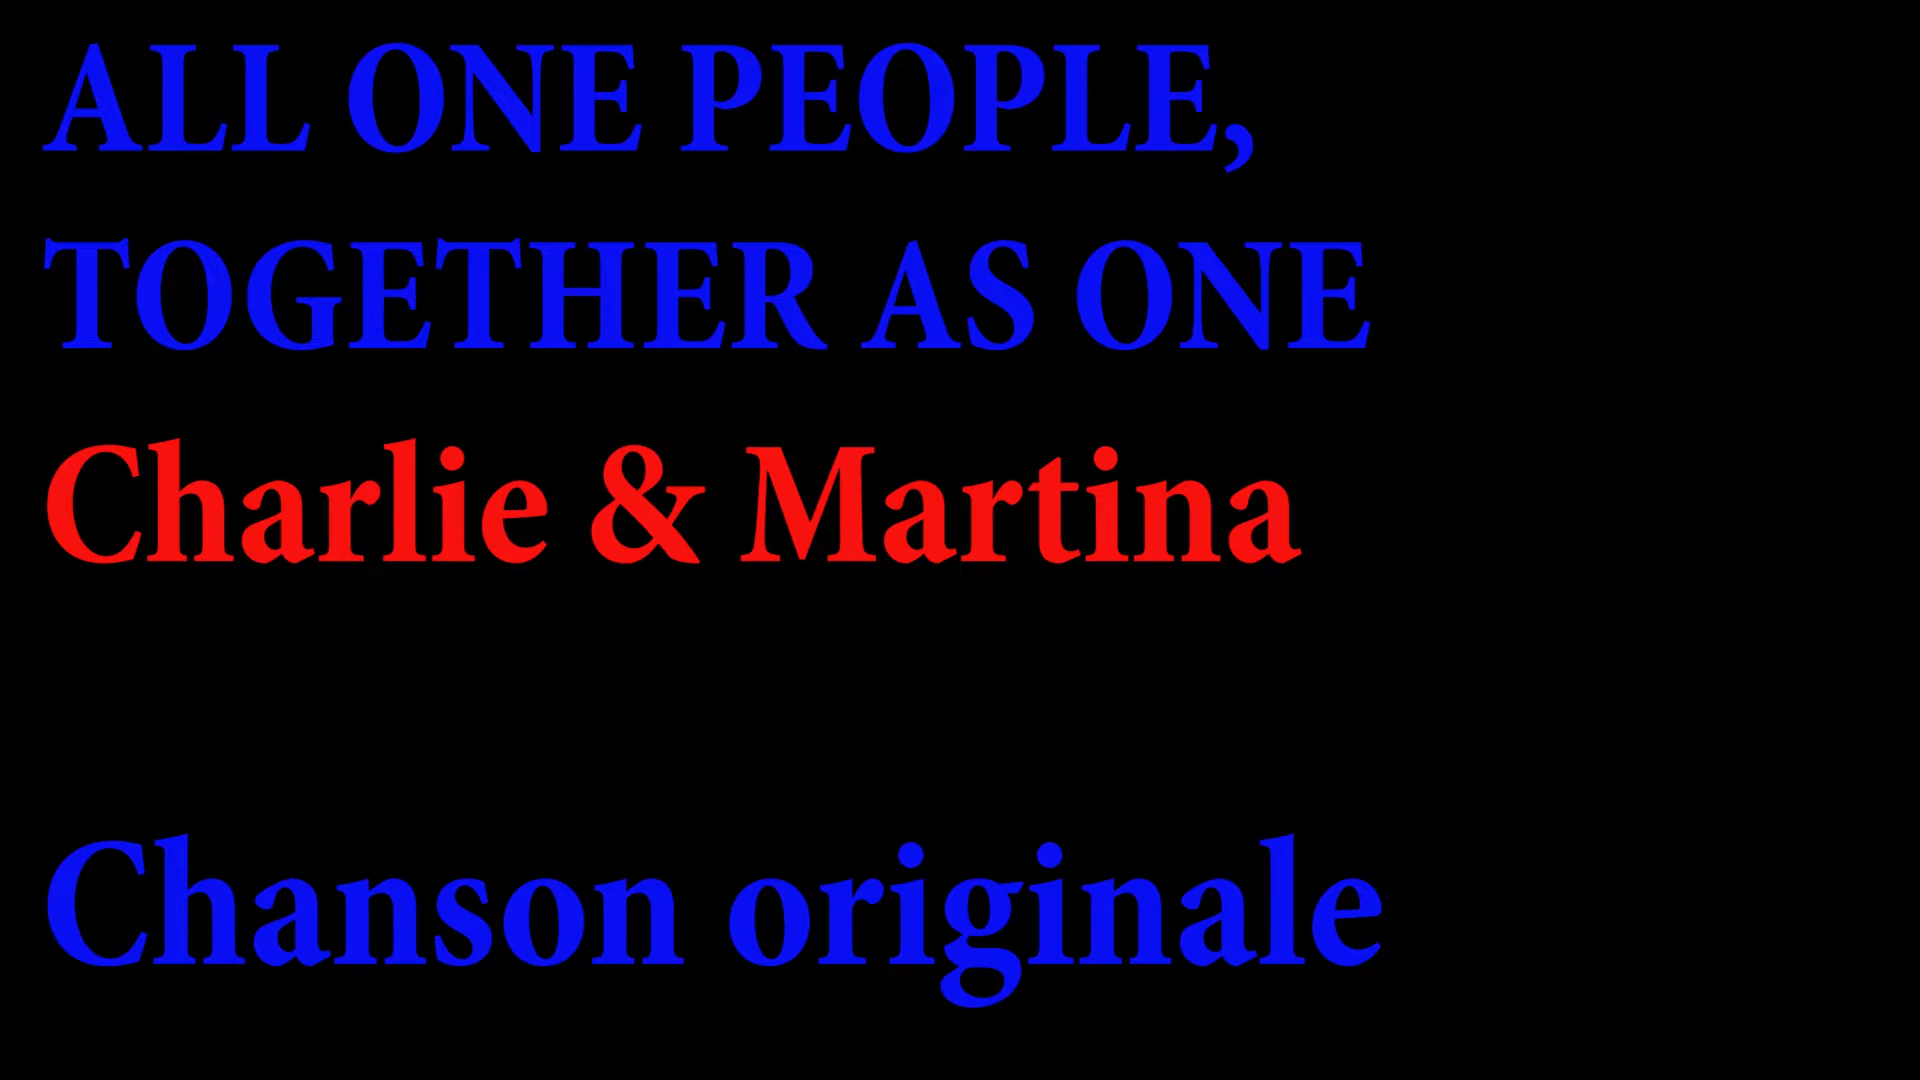 ALL ONE PEOPLE,
TOGETHER AS ONE
Charlie & Martina
Chanson originale